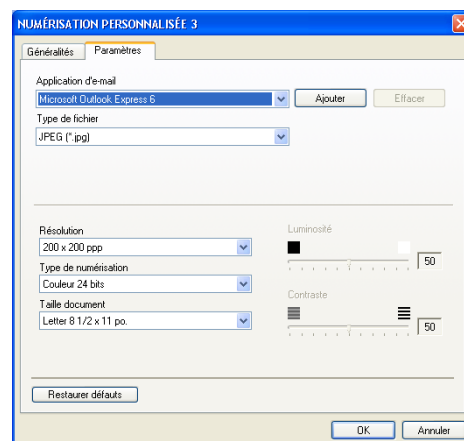 NUMÉRISATION PERSONNALISÉE 3
Généralités
Paramètres
Application d'e-mail
Microsoft Outlook Express 6
Ajouter
Effacer
Type de fichier
JPEG (*.jpg)
Résolution
200 x 200 ppp
Type de numérisation
Couleur 24 bits
Taille document
Letter 8 1/2 x 11 po.
Luminosité
50
Contraste
50
Restaurer défauts
OK
Annuler